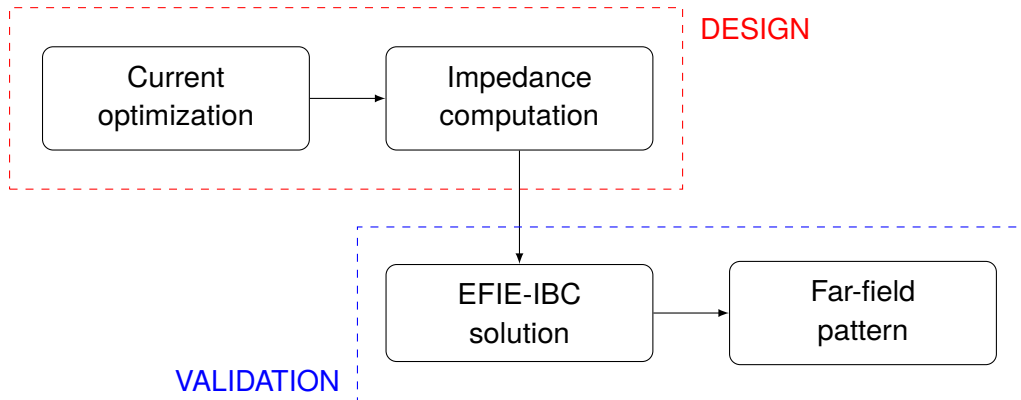 DESIGN
Current
optimization
Impedance
computation
EFIE-IBC
solution
Far-field
pattern
VALIDATION